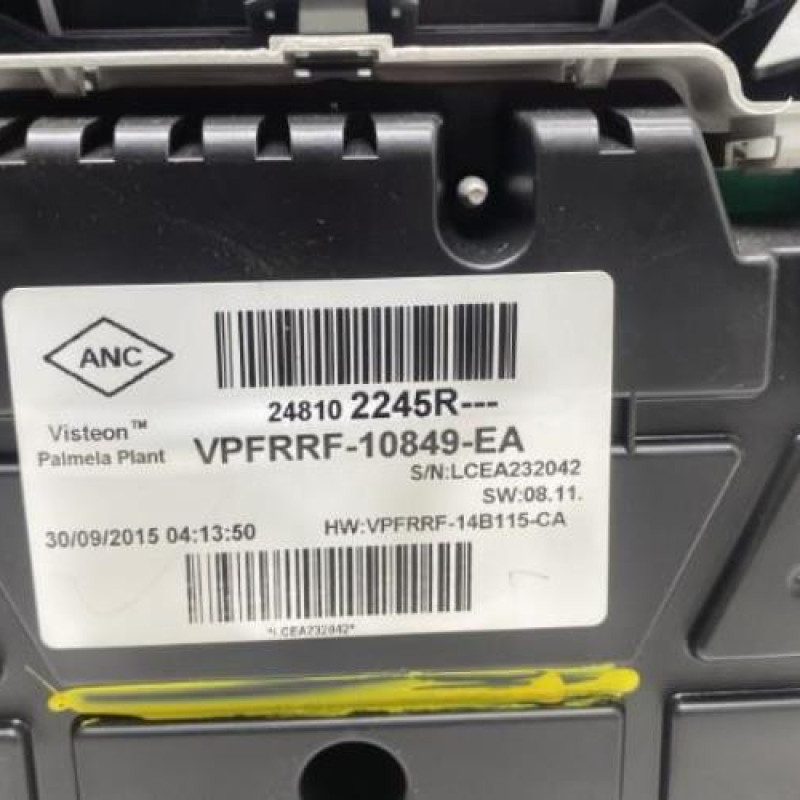 ANC
24810 2245R---
Visteon™
Palmela Plant
VPFRRF-10849-EA
S/N:LCEA232042
SW:08.11.
30/09/2015 04:13:50
HW:VPFRRF-14B115-CA
*LCEA232042*